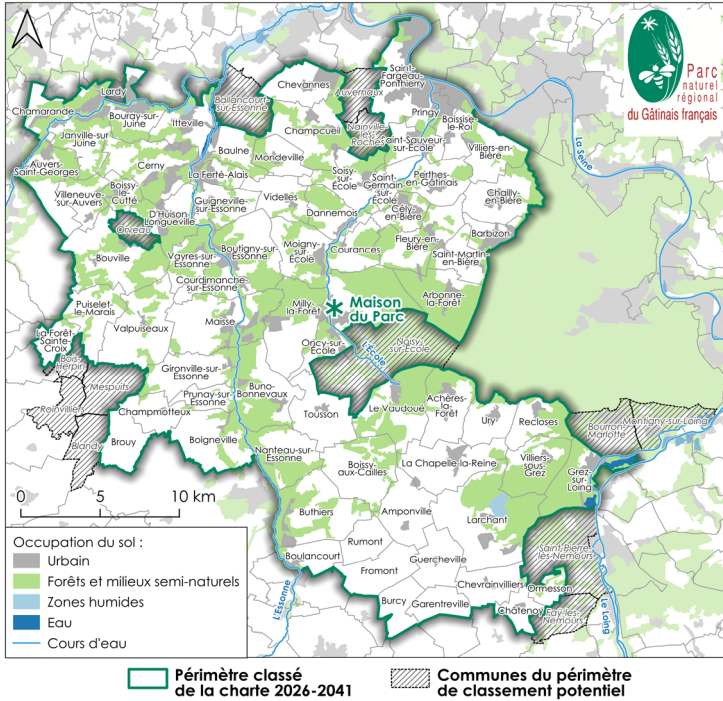 Parc
naturel
régional
du Gâtinais français
Saint-
Fargeau-
Ponthierry
Chevannes
Ballancourt-
sur-Essonne
Auvernaux
Lardy
Chamarande
Bouray-sur-
Juine
Itteville
Pringy
Boissise-
le-Roi
Champcueil
Nainville-
les-
Roches
Janville-sur-
Juine
Saint-Sauveur-
sur-École
Villiers-en-
Bière
La Seine
Baulne
Mondeville
Auvers-
Saint-Georges
Cerny
La Ferté-Alais
Soisy-
sur-
École
Saint-
Germain-
sur-
École
Perthes-
en-Gâtinais
Chailly-
en-Bière
Boissy-
le-
Cutté
Villeneuve-
sur-Auvers
Guigneville-
sur-Essonne
Videlles
Dannemois
Cély-
en-Bière
D'Huison-
Longueville
Orveau
Fleury-en-
Bière
Barbizon
Moigny-
sur-
École
Courances
Boutigny-sur-
Essonne
Vayres-sur-
Essonne
Saint-Martin-
en-Bière
Bouville
Courdimanche-
sur-Essonne
Arbonne-
la-Forêt
Puiselet-
le-Marais
Milly-
la-Forêt
Maison
du Parc
Maisse
Valpuiseaux
La Forêt-
Sainte-
Croix
Oncy-sur-
École
L'École
Noisy-
sur-École
Bois-
Herpin
Gironville-sur-
Essonne
Mespuits
Buno-
Bonnevaux
Prunay-sur-
Essonne
Roinvilliers
Champmotteux
Tousson
Le Vaudoué
Achères-
la-
Forêt
Ury
Recloses
Bourron-
Marlotte
Montigny-sur-Loing
Brouy
Boigneville
Blandy
Nanteau-sur-
Essonne
Boissy-
aux-Cailles
La Chapelle-la-Reine
Villiers-
sous-
Grez
Grez-
sur-
Loing
0 5 10 km
Buthiers
Amponville
Larchant
Rumont
Saint-Pierre-
lès-Nemours
Boulancourt
Fromont
Guercheville
Chevrainvilliers
Ormesson
L'Essonne
Burcy
Garentreville
Châtenoy
Faÿ-lès-
Nemours
Le Loing
Occupation du sol :
Urbain
Forêts et milieux semi-naturels
Zones humides
Eau
Cours d'eau
Périmètre classé
de la charte 2026-2041
Communes du périmètre
de classement potentiel